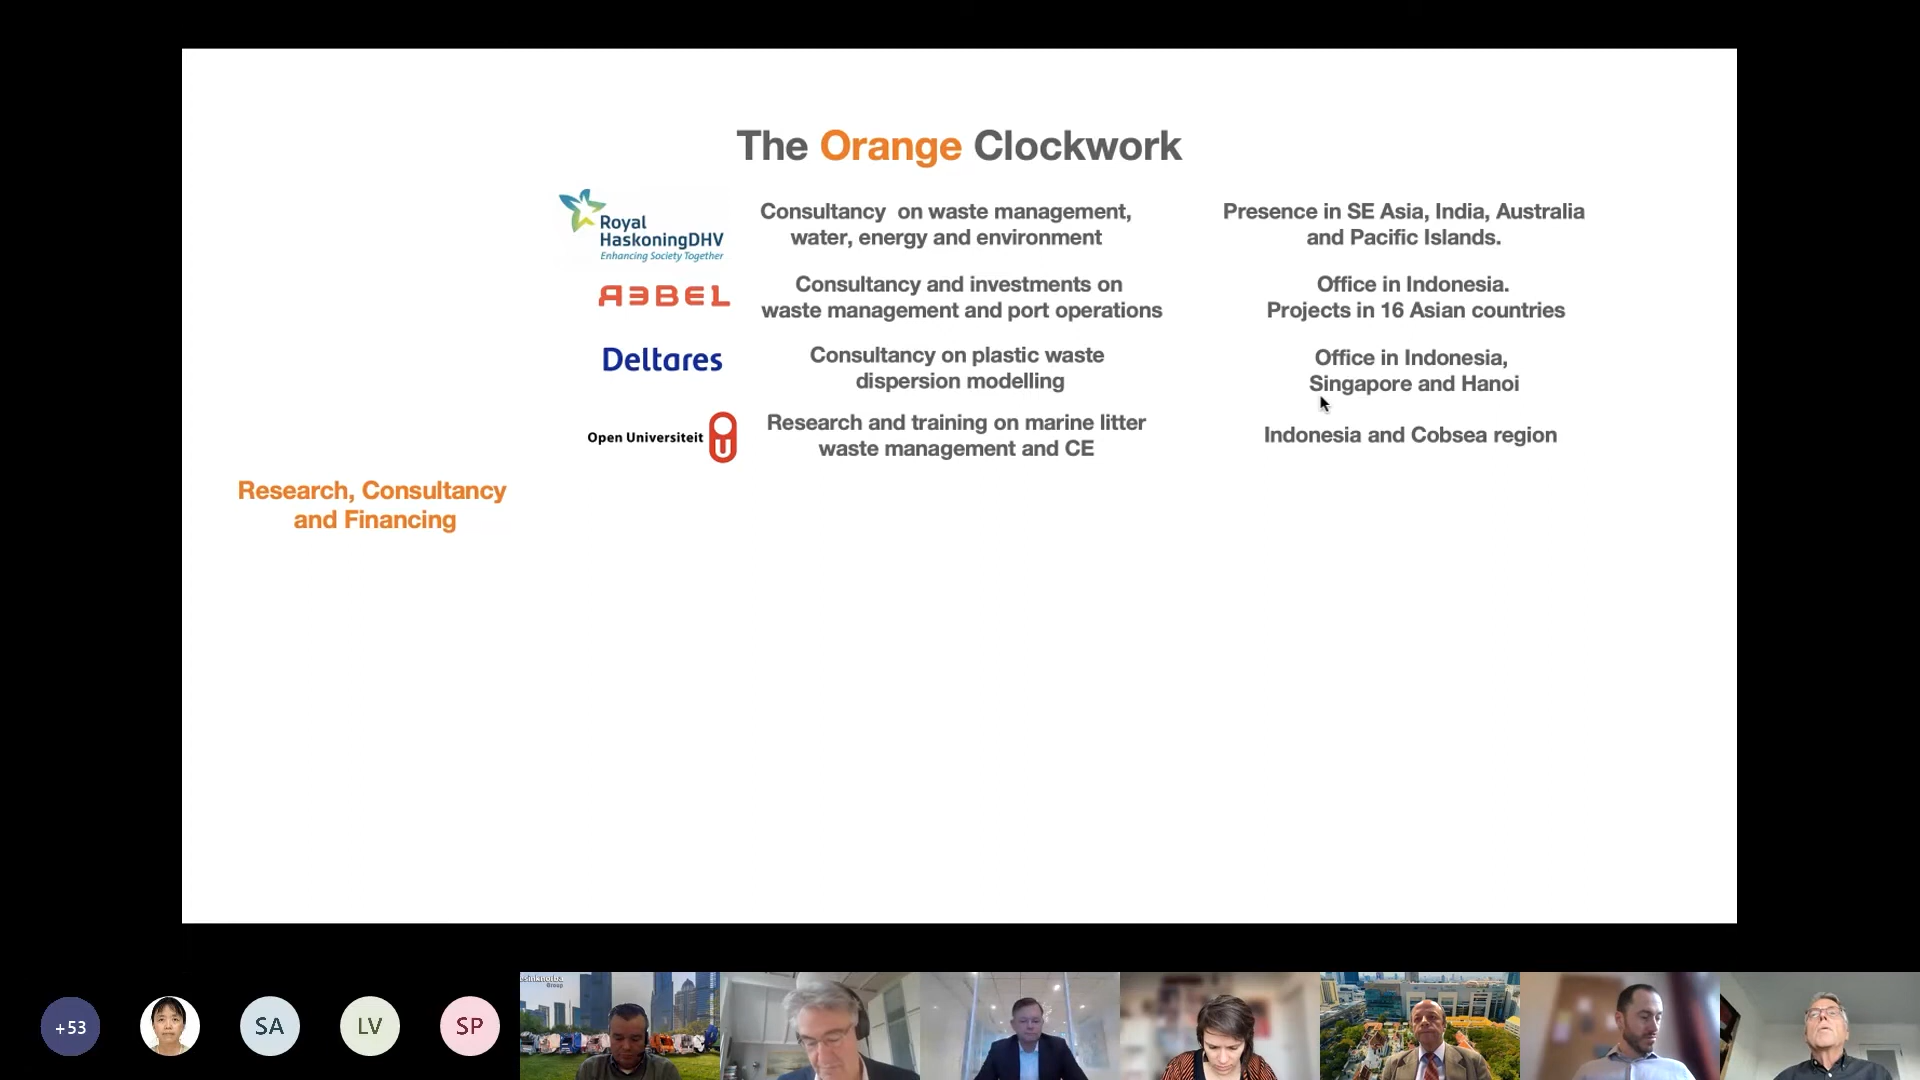 The Orange Clockwork
Royal
HaskoningDHV
Enhancing Society Together
Consultancy on waste management,
water, energy and environment
Presence in SE Asia, India, Australia
and Pacific Islands.
REBEL
Consultancy and investments on
waste management and port operations
Office in Indonesia.
Projects in 16 Asian countries
Deltares
Consultancy on plastic waste
dispersion modelling
Office in Indonesia,
Singapore and Hanoi
Open Universiteit
Research and training on marine litter
waste management and CE
Indonesia and Cobsea region
Research, Consultancy
and Financing
+53
SA
LV
SP
Group